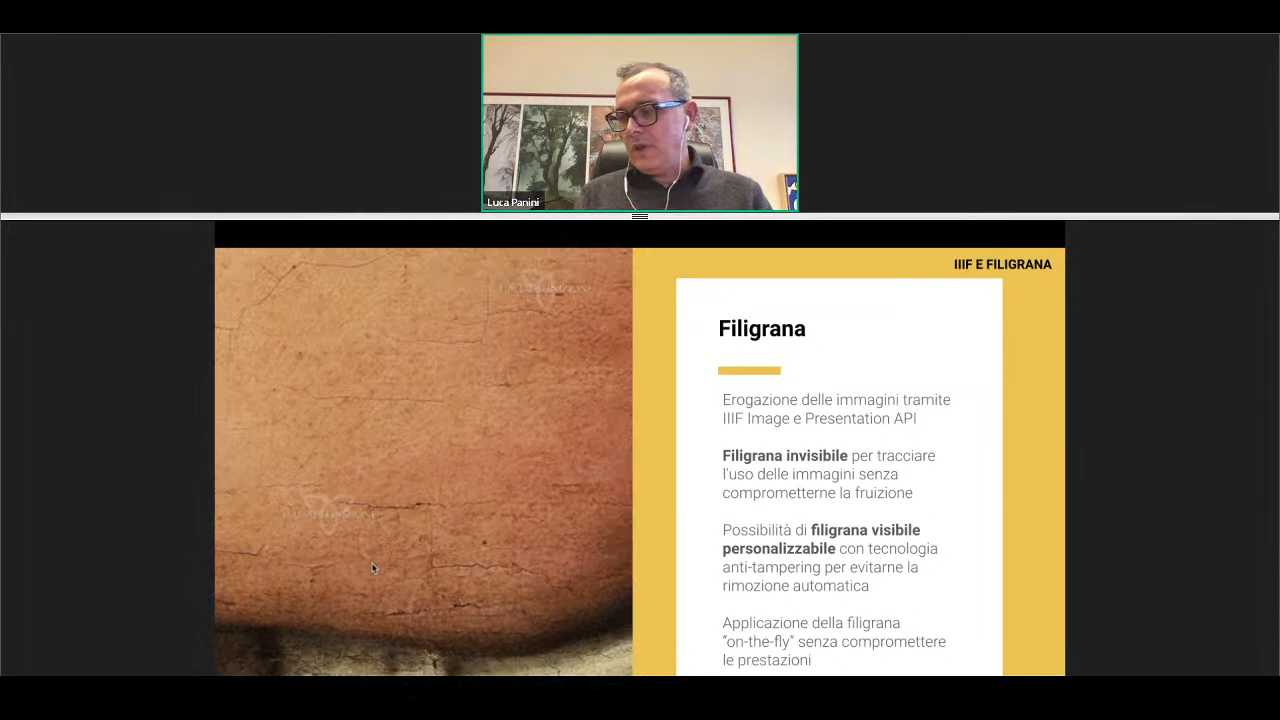 Luca Panini
IIIF E FILIGRANA
Filigrana
Erogazione delle immagini tramite
IIIF Image e Presentation API
Filigrana invisibile per tracciare
l'uso delle immagini senza
comprometterne la fruizione
Possibilità di filigrana visibile
personalizzabile con tecnologia
anti-tampering per evitarne la
rimozione automatica
Applicazione della filigrana
“on-the-fly” senza compromettere
le prestazioni